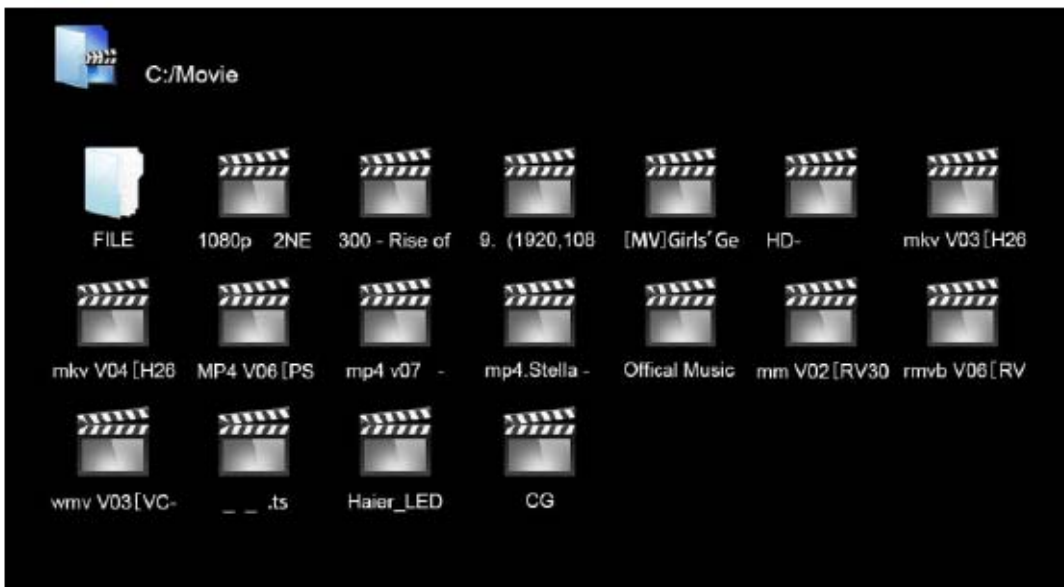 C:/Movie
FILE 1080p 2NE 300 - Rise of 9. (1920,108 [MV]Girls´Ge HD- mkv V03[H26
mkv V04[H26 MP4 V06[PS mp4 v07 - mp4.Stella - Offical Music mm V02[RV30 rmvb V06[RV
wmv V03[VC- _ _ .ts Haier_LED CG